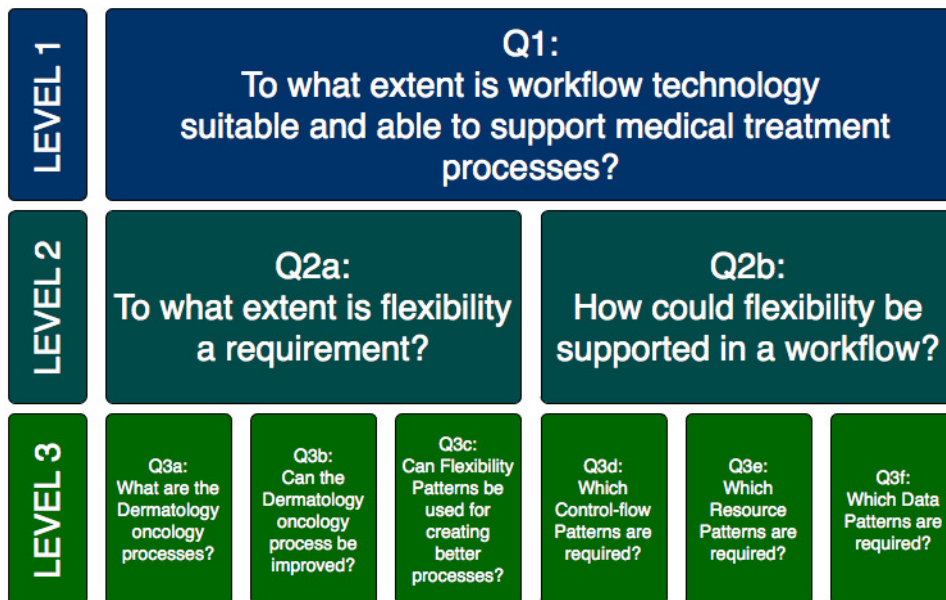 LEVEL 1
Q1:
To what extent is workflow technology
suitable and able to support medical treatment
processes?
LEVEL 2
Q2a:
To what extent is flexibility
a requirement?
Q2b:
How could flexibility be
supported in a workflow?
LEVEL 3
Q3a:
What are the
Dermatology
oncology
processes?
Q3b:
Can the
Dermatology
oncology
process be
improved?
Q3c:
Can Flexibility
Patterns be
used for
creating
better
processes?
Q3d:
Which
Control-flow
Patterns are
required?
Q3e:
Which
Resource
Patterns are
required?
Q3f:
Which Data
Patterns are
required?